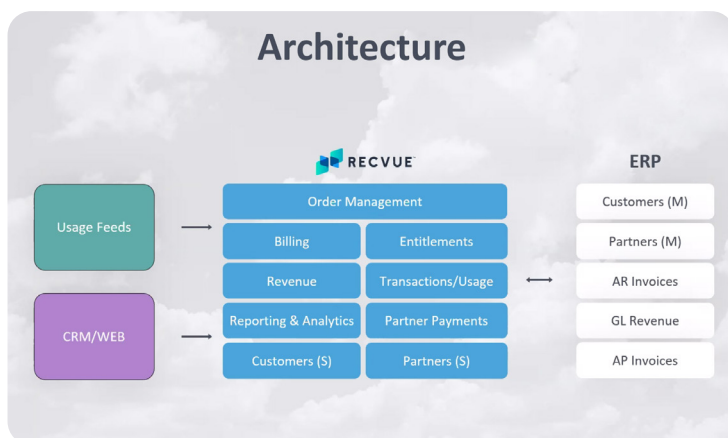 Architecture
RECVUE
ERP
Usage Feeds
CRM/WEB
Order Management
Billing
Entitlements
Revenue
Transactions/Usage
Reporting & Analytics
Partner Payments
Customers (S)
Partners (S)
Customers (M)
Partners (M)
AR Invoices
GL Revenue
AP Invoices